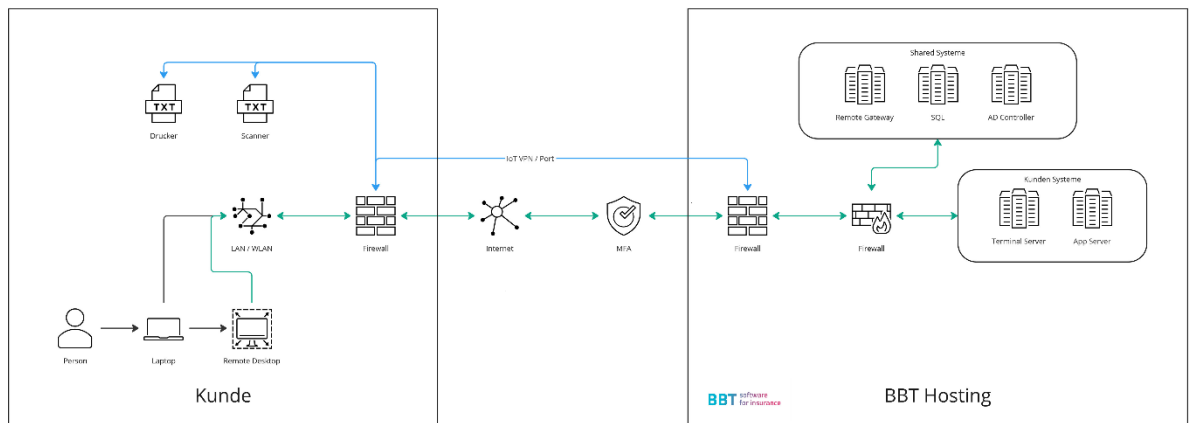 Shared Systeme
TXT
TXT
Drucker
Scanner
Remote Gateway
SQL
AD Controller
IoT VPN / Port
Kunden Systeme
LAN / WLAN
Firewall
Internet
MFA
Firewall
Firewall
Terminal Server
App Server
Person
Laptop
Remote Desktop
Kunde
BBT software
for insurance
BBT Hosting